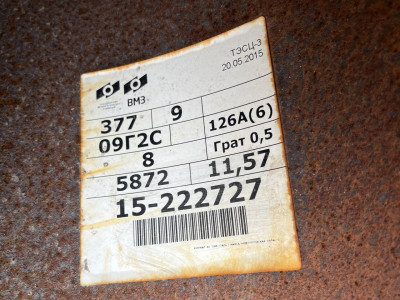 ТЭСЦ-3
20.05.2015
ВМЗ
377 9
09Г2С 126А(6)
8 Грат 0,5
5872 11,57
15-222727